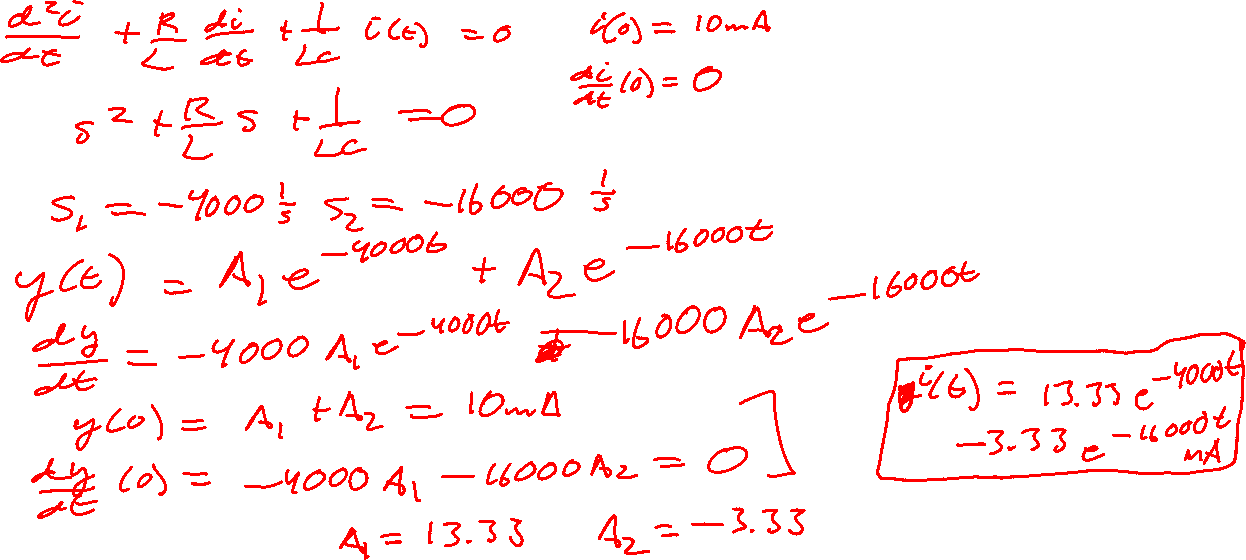 d²i/dt + R/L di/dt + 1/LC i(t) = 0   i(0) = 10mA
di/dt (0) = 0
s² + R/L s + 1/LC = 0
S₁ = -4000 1/s   S₂ = -16000 1/s
y(t) = A₁ e^-4000t + A₂ e^-16000t
dy/dt = -4000 A₁ e^-4000t - 16000 A₂ e^-16000t
y(0) = A₁ + A₂ = 10mA
dy/dt (0) = -4000 A₁ - 16000 A₂ = 0
A₁ = 13.33   A₂ = -3.33
i(t) = 13.33 e^-4000t
-3.33 e^-16000t mA